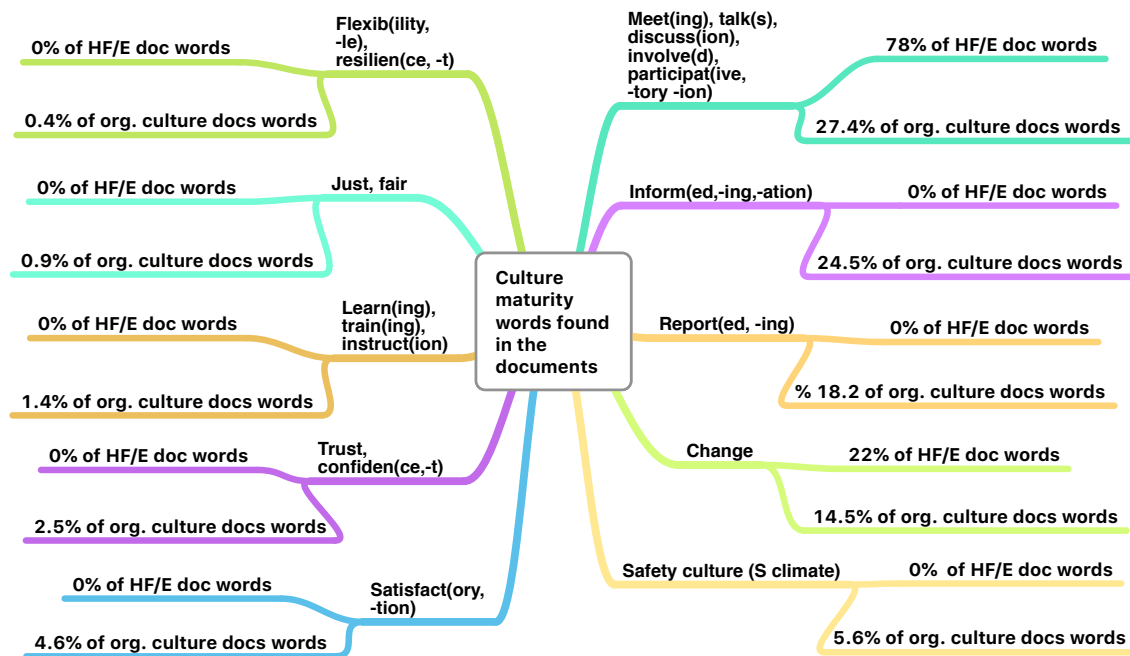 Culture
maturity
words found
in the
documents
Meet(ing), talk(s),
discuss(ion),
involve(d),
participat(ive,
-tory -ion)
78% of HF/E doc words
27.4% of org. culture docs words
Inform(ed,-ing,-ation)
0% of HF/E doc words
24.5% of org. culture docs words
Report(ed, -ing)
0% of HF/E doc words
% 18.2 of org. culture docs words
Change
22% of HF/E doc words
14.5% of org. culture docs words
Safety culture (S climate)
0% of HF/E doc words
5.6% of org. culture docs words
Flexib(ility,
-le),
resilien(ce, -t)
0% of HF/E doc words
0.4% of org. culture docs words
Just, fair
0% of HF/E doc words
0.9% of org. culture docs words
Learn(ing),
train(ing),
instruct(ion)
0% of HF/E doc words
1.4% of org. culture docs words
Trust,
confiden(ce,-t)
0% of HF/E doc words
2.5% of org. culture docs words
Satisfact(ory,
-tion)
0% of HF/E doc words
4.6% of org. culture docs words